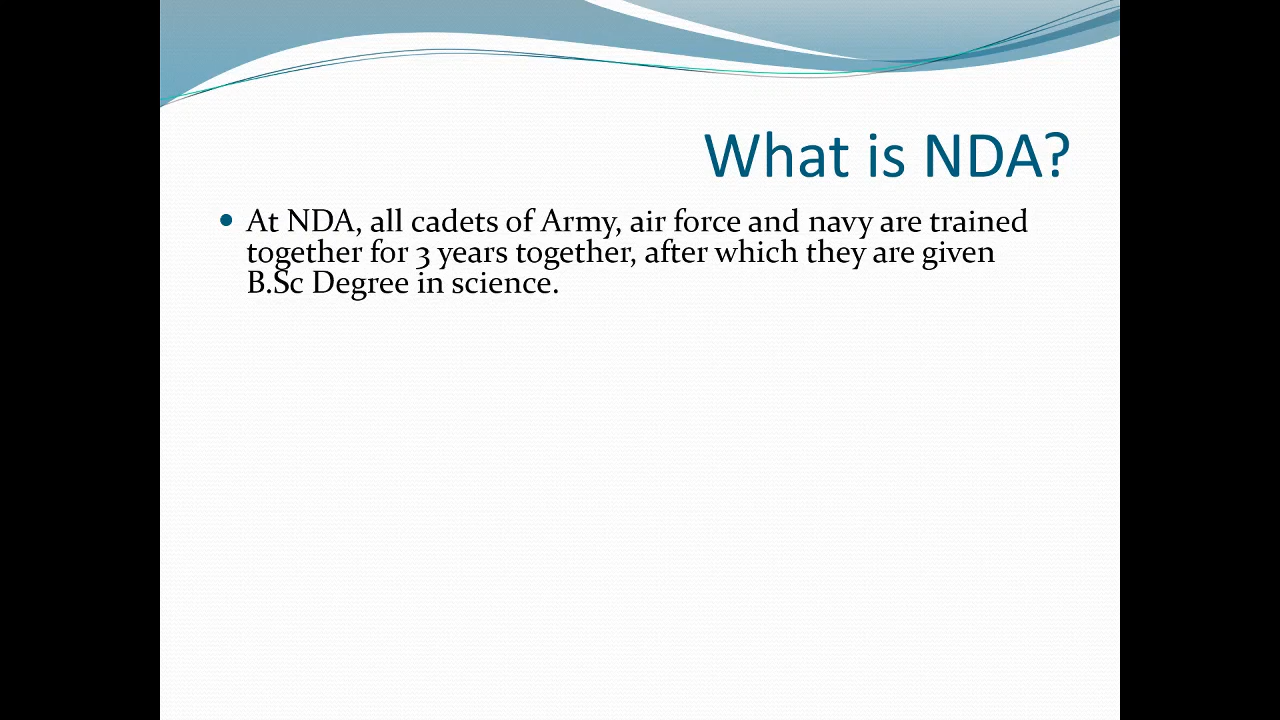 What is NDA?
• At NDA, all cadets of Army, air force and navy are trained
together for 3 years together, after which they are given
B.Sc Degree in science.